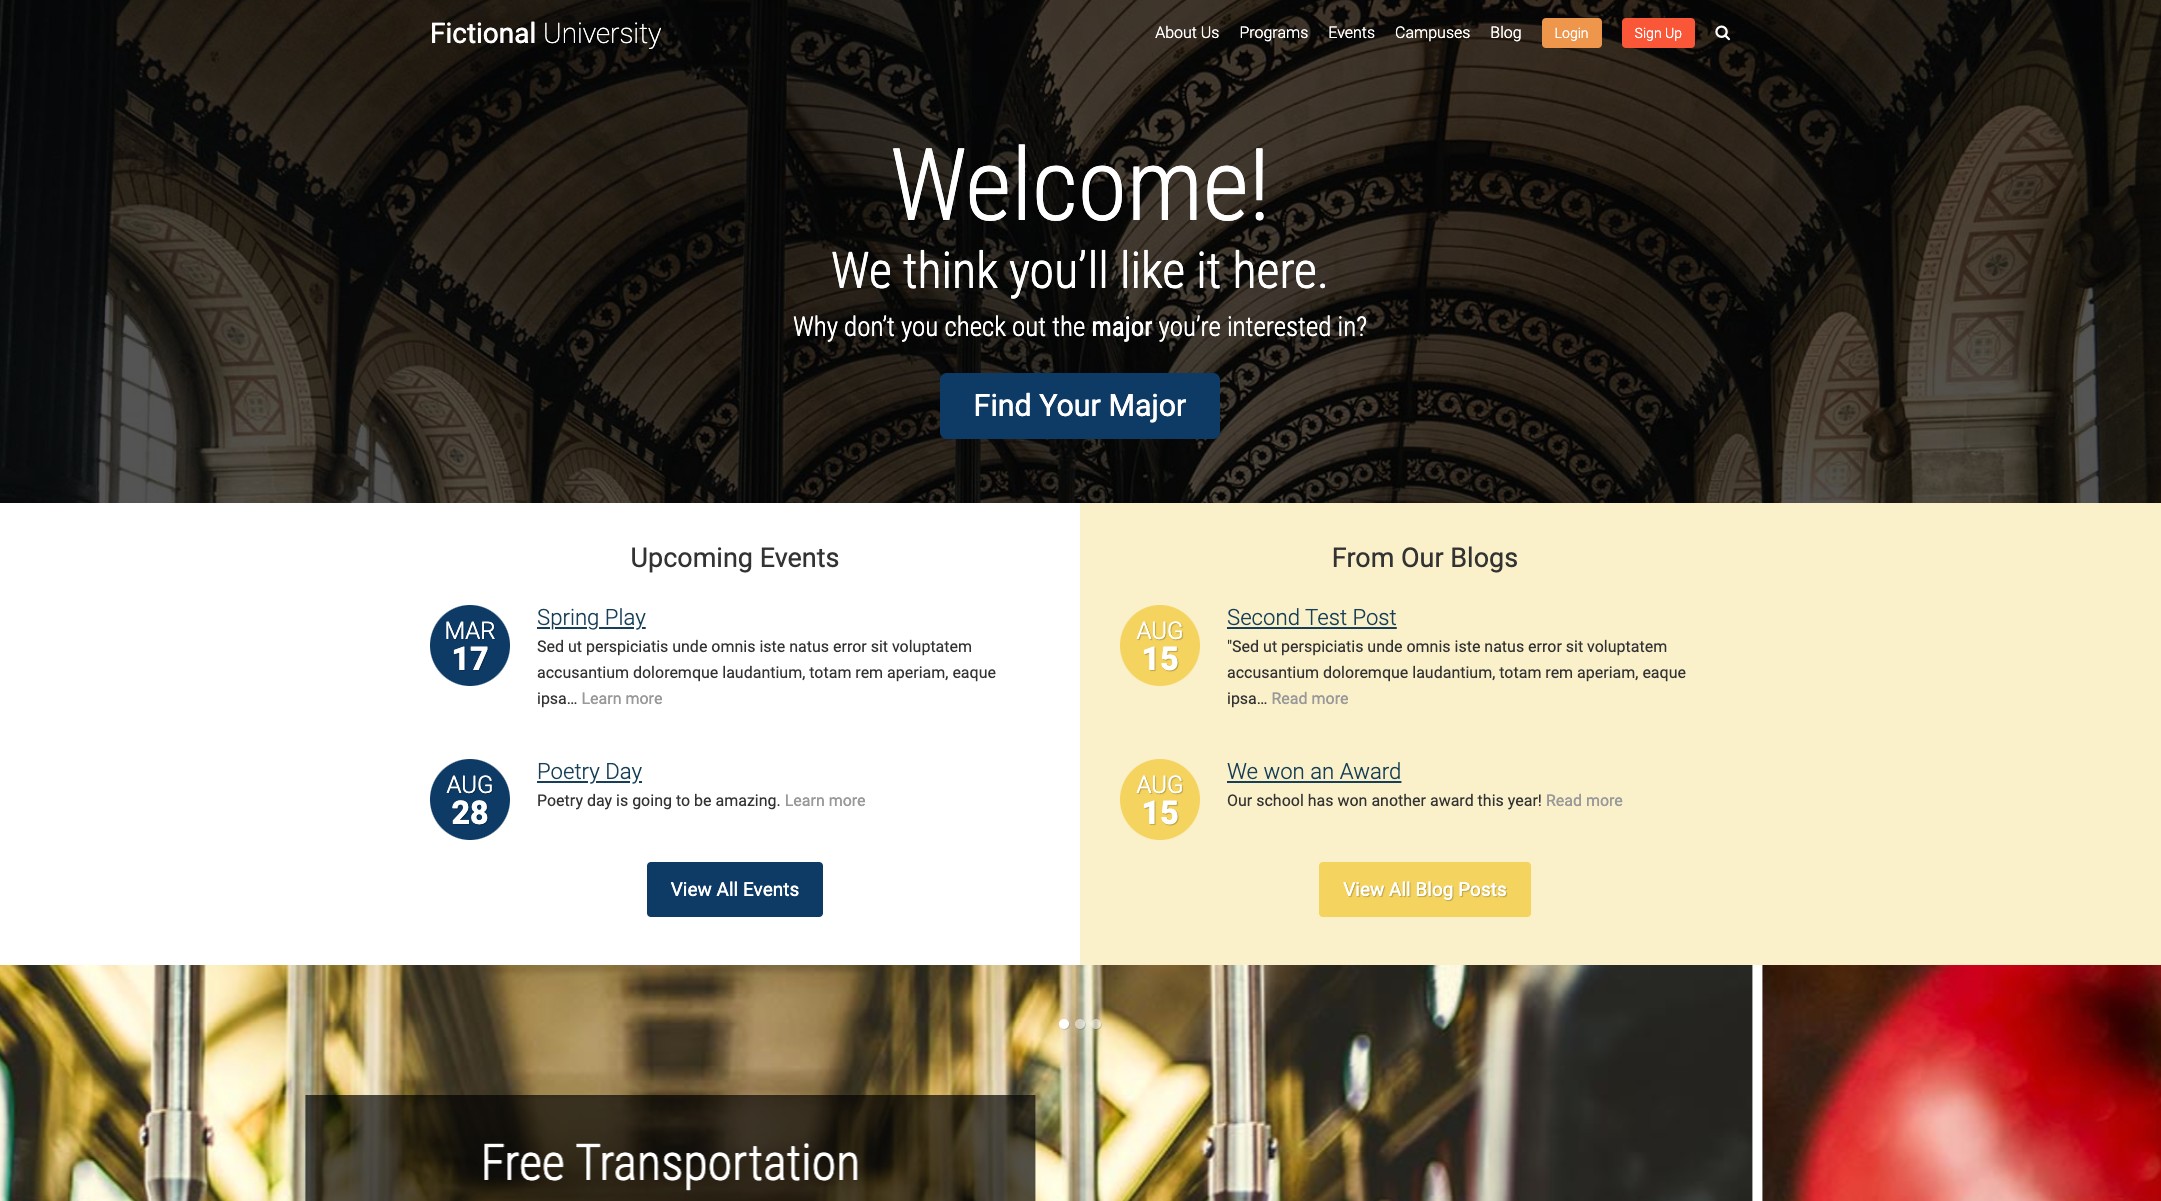 Fictional University
About Us Programs Events Campuses Blog Login Sign Up
Welcome!
We think you’ll like it here.
Why don’t you check out the major you’re interested in?
Find Your Major
Upcoming Events
MAR
17
Spring Play
Sed ut perspiciatis unde omnis iste natus error sit voluptatem
accusantium doloremque laudantium, totam rem aperiam, eaque
ipsa… Learn more
AUG
28
Poetry Day
Poetry day is going to be amazing. Learn more
View All Events
From Our Blogs
AUG
15
Second Test Post
"Sed ut perspiciatis unde omnis iste natus error sit voluptatem
accusantium doloremque laudantium, totam rem aperiam, eaque
ipsa… Read more
AUG
15
We won an Award
Our school has won another award this year! Read more
View All Blog Posts
Free Transportation